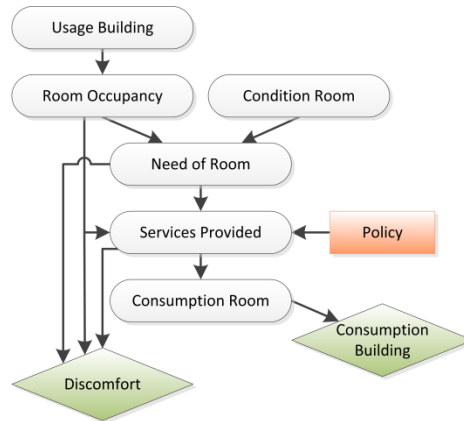 Usage Building
Room Occupancy
Condition Room
Need of Room
Services Provided
Policy
Consumption Room
Consumption
Building
Discomfort